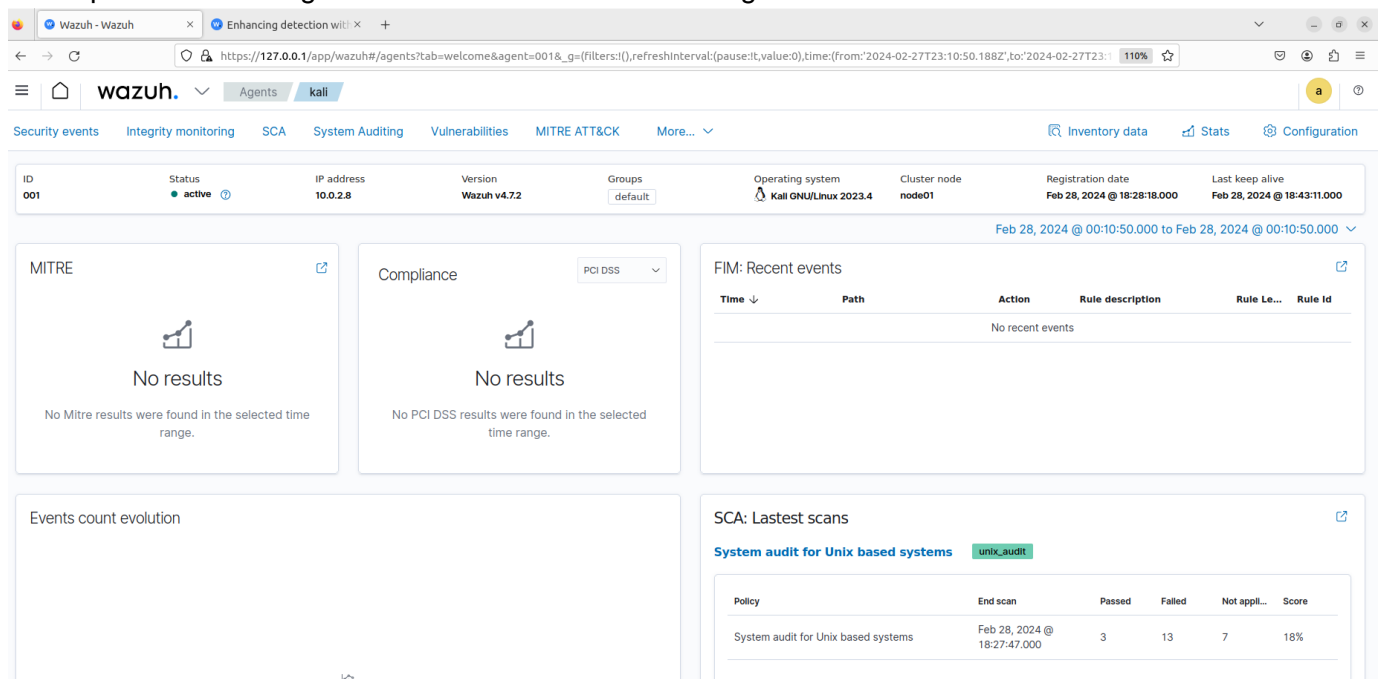 Wazuh - Wazuh
Enhancing detection with
https://127.0.0.1/app/wazuh#/agents?tab=welcome&agent=001&_g=(filters:!(),refreshInterval:(pause:!t,value:0),time:(from:'2024-02-27T23:10:50.188Z',to:'2024-02-27T23:1 110%
wazuh. Agents kali a
Security events Integrity monitoring SCA System Auditing Vulnerabilities MITRE ATT&CK More... Inventory data Stats Configuration
ID Status IP address Version Groups Operating system Cluster node Registration date Last keep alive
001 active 10.0.2.8 Wazuh v4.7.2 default Kali GNU/Linux 2023.4 node01 Feb 28, 2024 @ 18:28:18.000 Feb 28, 2024 @ 18:43:11.000
Feb 28, 2024 @ 00:10:50.000 to Feb 28, 2024 @ 00:10:50.000
MITRE
No results
No Mitre results were found in the selected time
range.
Compliance PCI DSS
No results
No PCI DSS results were found in the selected
time range.
FIM: Recent events
Time Path Action Rule description Rule Le... Rule Id
No recent events
Events count evolution
SCA: Lastest scans
System audit for Unix based systems unix_audit
Policy End scan Passed Failed Not appli... Score
System audit for Unix based systems Feb 28, 2024 @ 18:27:47.000 3 13 7 18%